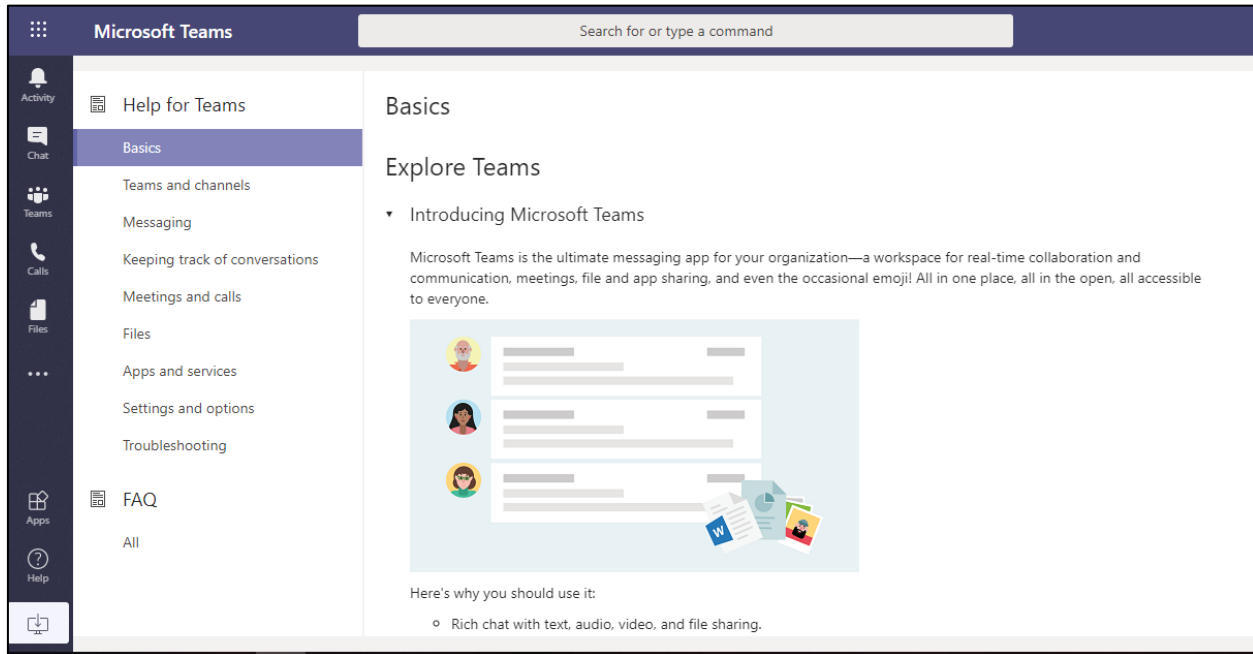 Microsoft Teams
Search for or type a command
Activity
Chat
Teams
Calls
Files
Apps
Help
Help for Teams
Basics
Teams and channels
Messaging
Keeping track of conversations
Meetings and calls
Files
Apps and services
Settings and options
Troubleshooting
FAQ
All
Basics
Explore Teams
Introducing Microsoft Teams
Microsoft Teams is the ultimate messaging app for your organization—a workspace for real-time collaboration and
communication, meetings, file and app sharing, and even the occasional emoji! All in one place, all in the open, all accessible
to everyone.
W
Here's why you should use it:
Rich chat with text, audio, video, and file sharing.